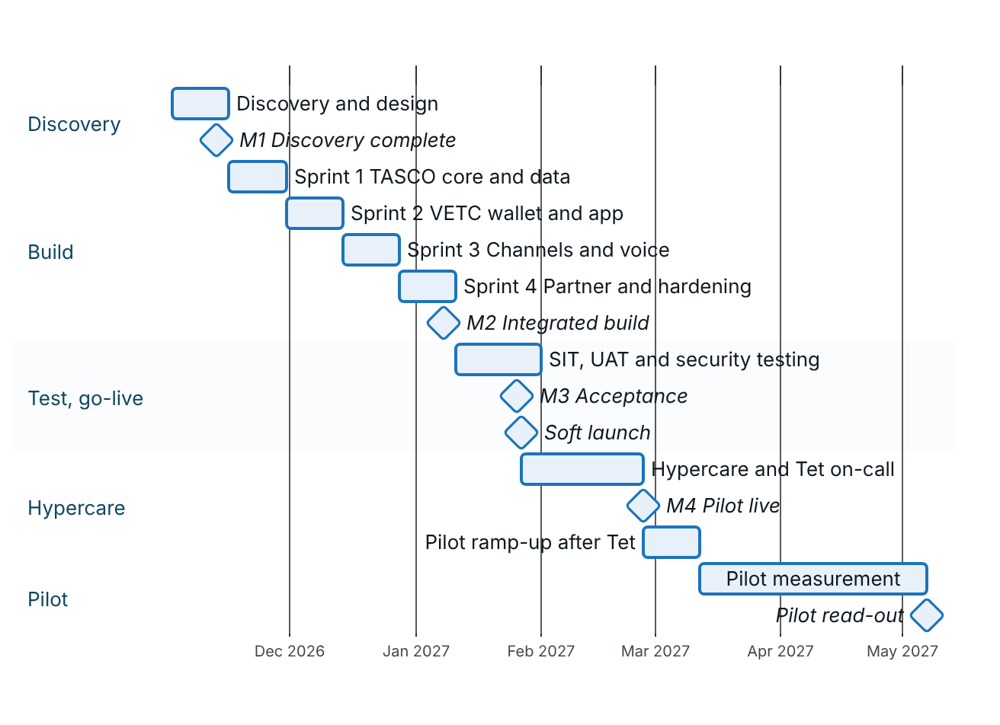 Discovery
Discovery and design
M1 Discovery complete
Sprint 1 TASCO core and data
Build
Sprint 2 VETC wallet and app
Sprint 3 Channels and voice
Sprint 4 Partner and hardening
M2 Integrated build
Test, go-live
SIT, UAT and security testing
M3 Acceptance
Soft launch
Hypercare
Hypercare and Tet on-call
M4 Pilot live
Pilot
Pilot ramp-up after Tet
Pilot measurement
Pilot read-out
Dec 2026
Jan 2027
Feb 2027
Mar 2027
Apr 2027
May 2027